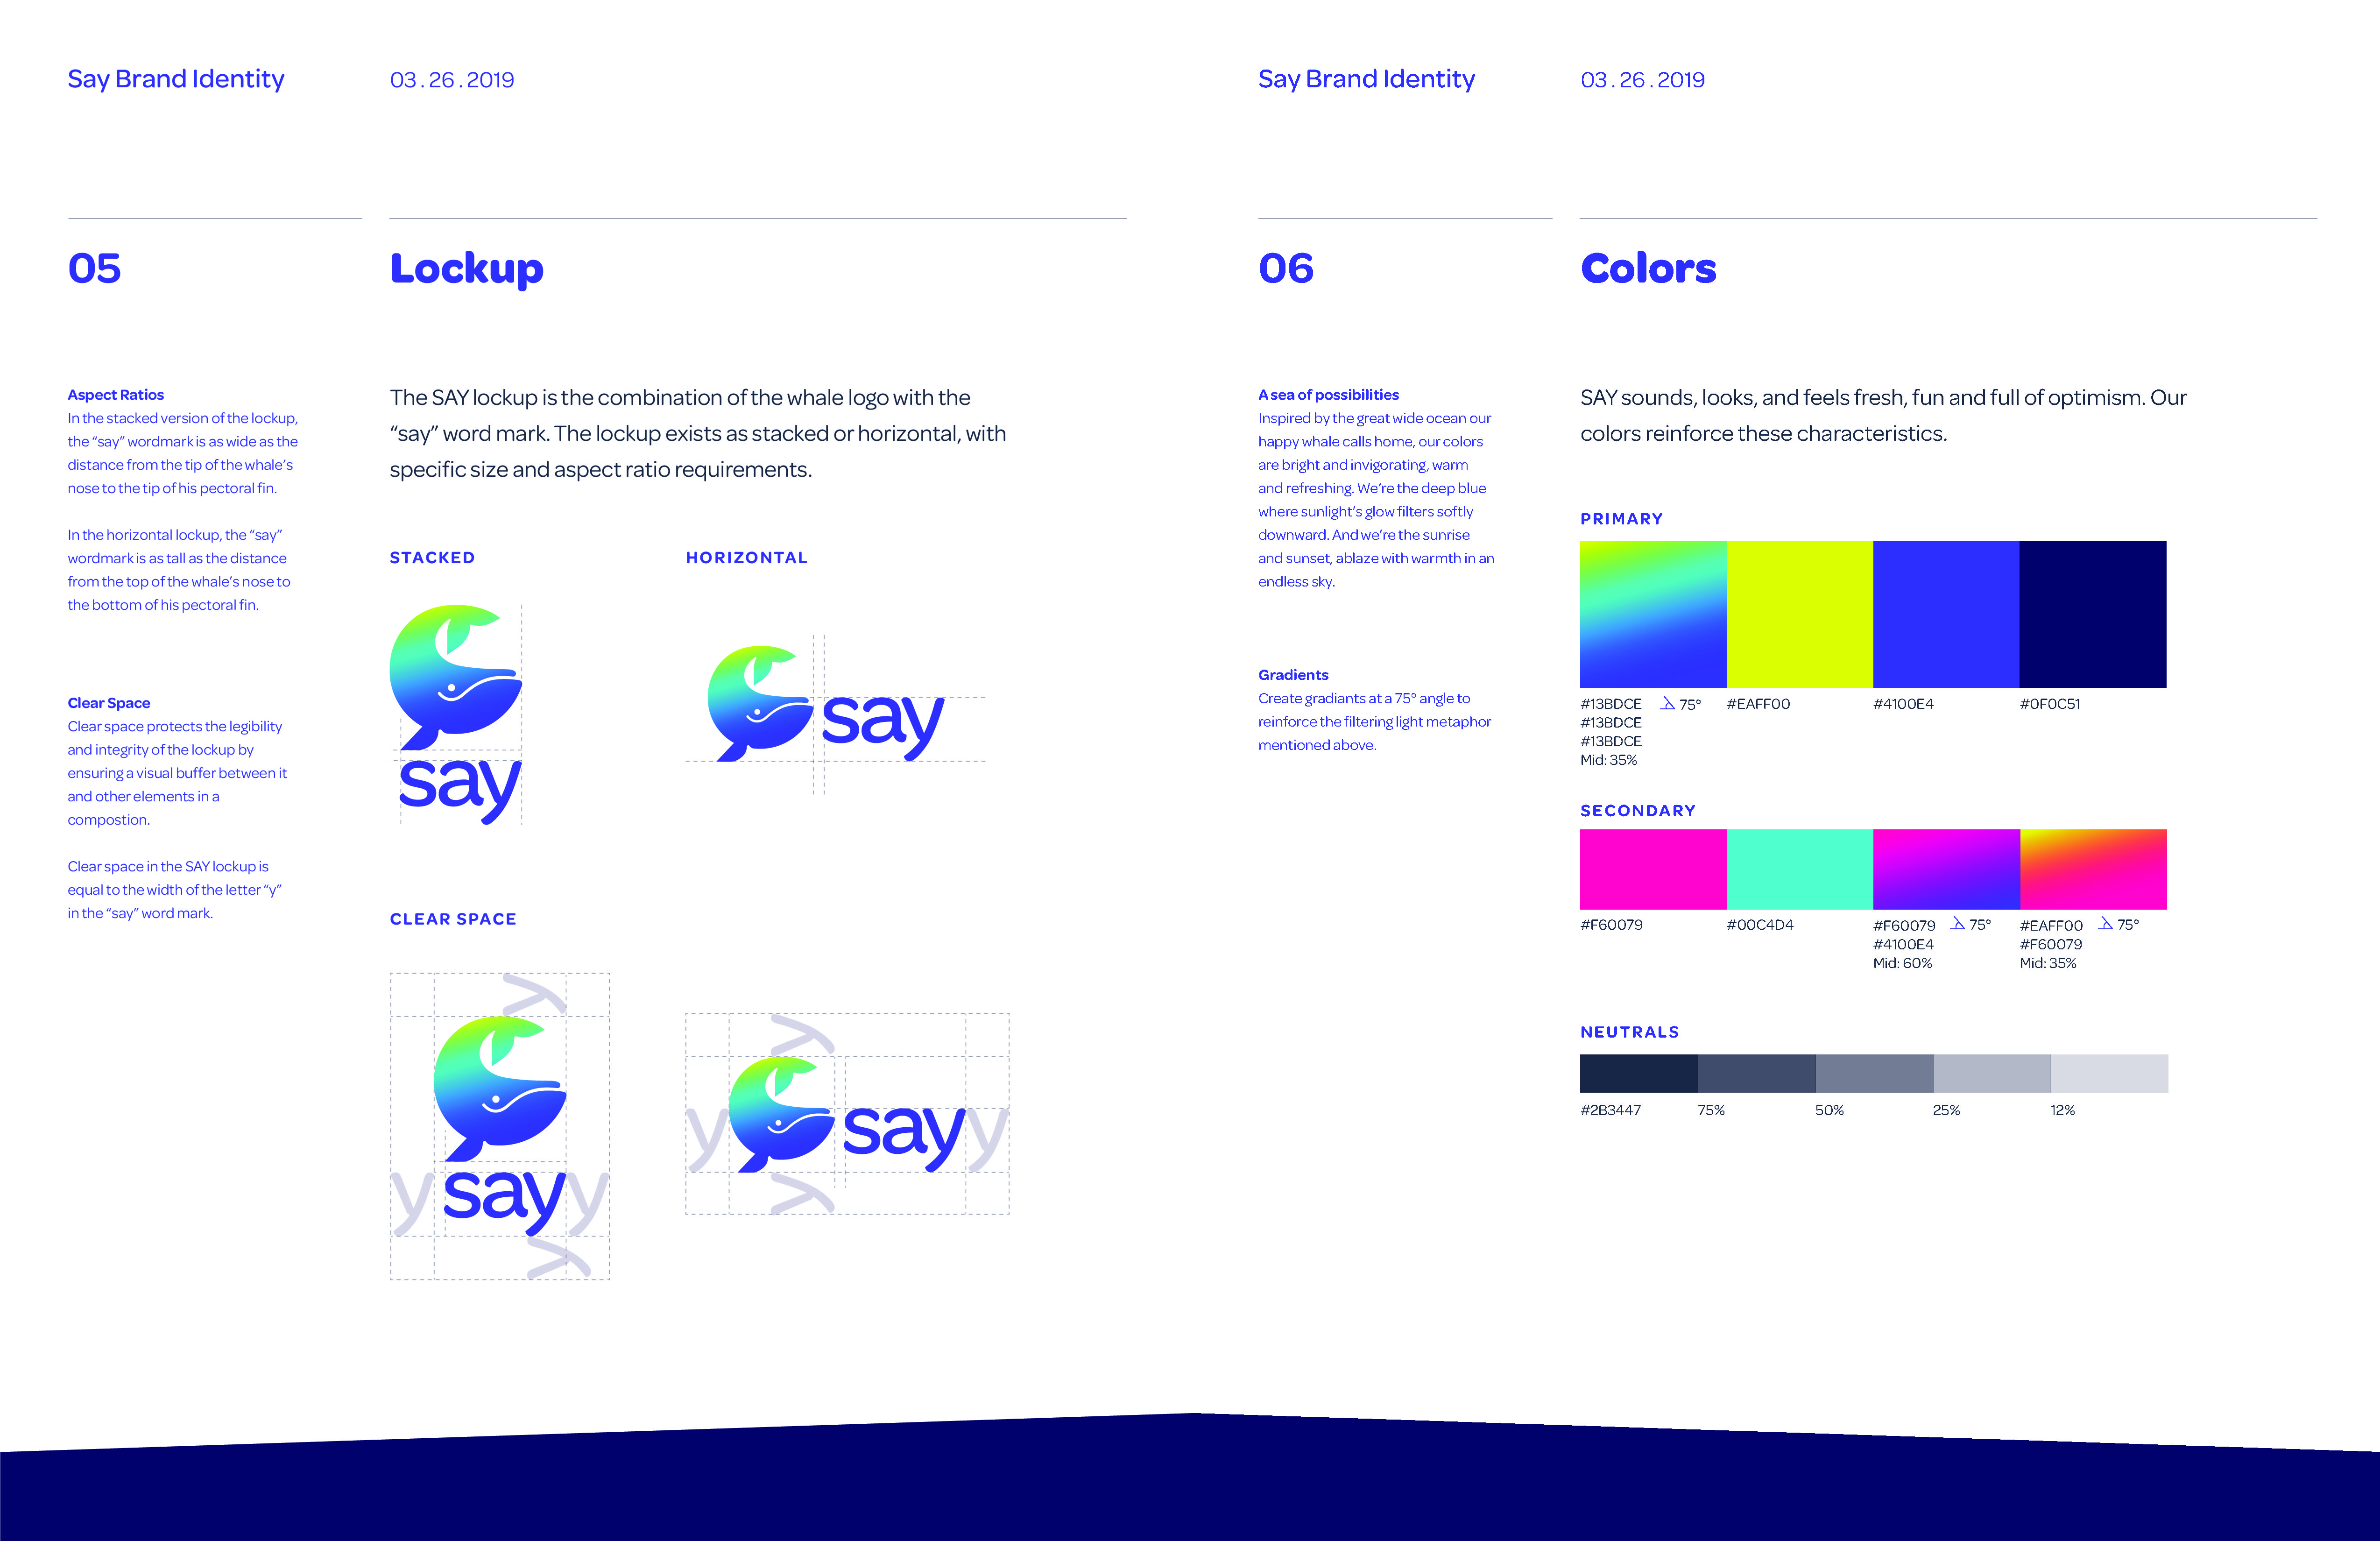 Say Brand Identity
03 . 26 . 2019
05
Lockup
Aspect Ratios
In the stacked version of the lockup,
the “say” wordmark is as wide as the
distance from the tip of the whale’s
nose to the tip of his pectoral fin.
In the horizontal lockup, the “say”
wordmark is as tall as the distance
from the top of the whale’s nose to
the bottom of his pectoral fin.
Clear Space
Clear space protects the legibility
and integrity of the lockup by
ensuring a visual buffer between it
and other elements in a
compostion.
Clear space in the SAY lockup is
equal to the width of the letter “y”
in the “say” word mark.
The SAY lockup is the combination of the whale logo with the
“say” word mark. The lockup exists as stacked or horizontal, with
specific size and aspect ratio requirements.
STACKED
say
HORIZONTAL
say
CLEAR SPACE
y
y say y
y
y
y say y
y
Say Brand Identity
03 . 26 . 2019
06
Colors
A sea of possibilities
Inspired by the great wide ocean our
happy whale calls home, our colors
are bright and invigorating, warm
and refreshing. We’re the deep blue
where sunlight’s glow filters softly
downward. And we’re the sunrise
and sunset, ablaze with warmth in an
endless sky.
Gradients
Create gradiants at a 75° angle to
reinforce the filtering light metaphor
mentioned above.
SAY sounds, looks, and feels fresh, fun and full of optimism. Our
colors reinforce these characteristics.
PRIMARY
#13BDCE 75° #EAFF00 #4100E4 #0F0C51
#13BDCE
#13BDCE
Mid: 35%
SECONDARY
#F60079 #00C4D4 #F60079 75° #EAFF00 75°
#4100E4 #F60079
Mid: 60% Mid: 35%
NEUTRALS
#2B3447 75% 50% 25% 12%